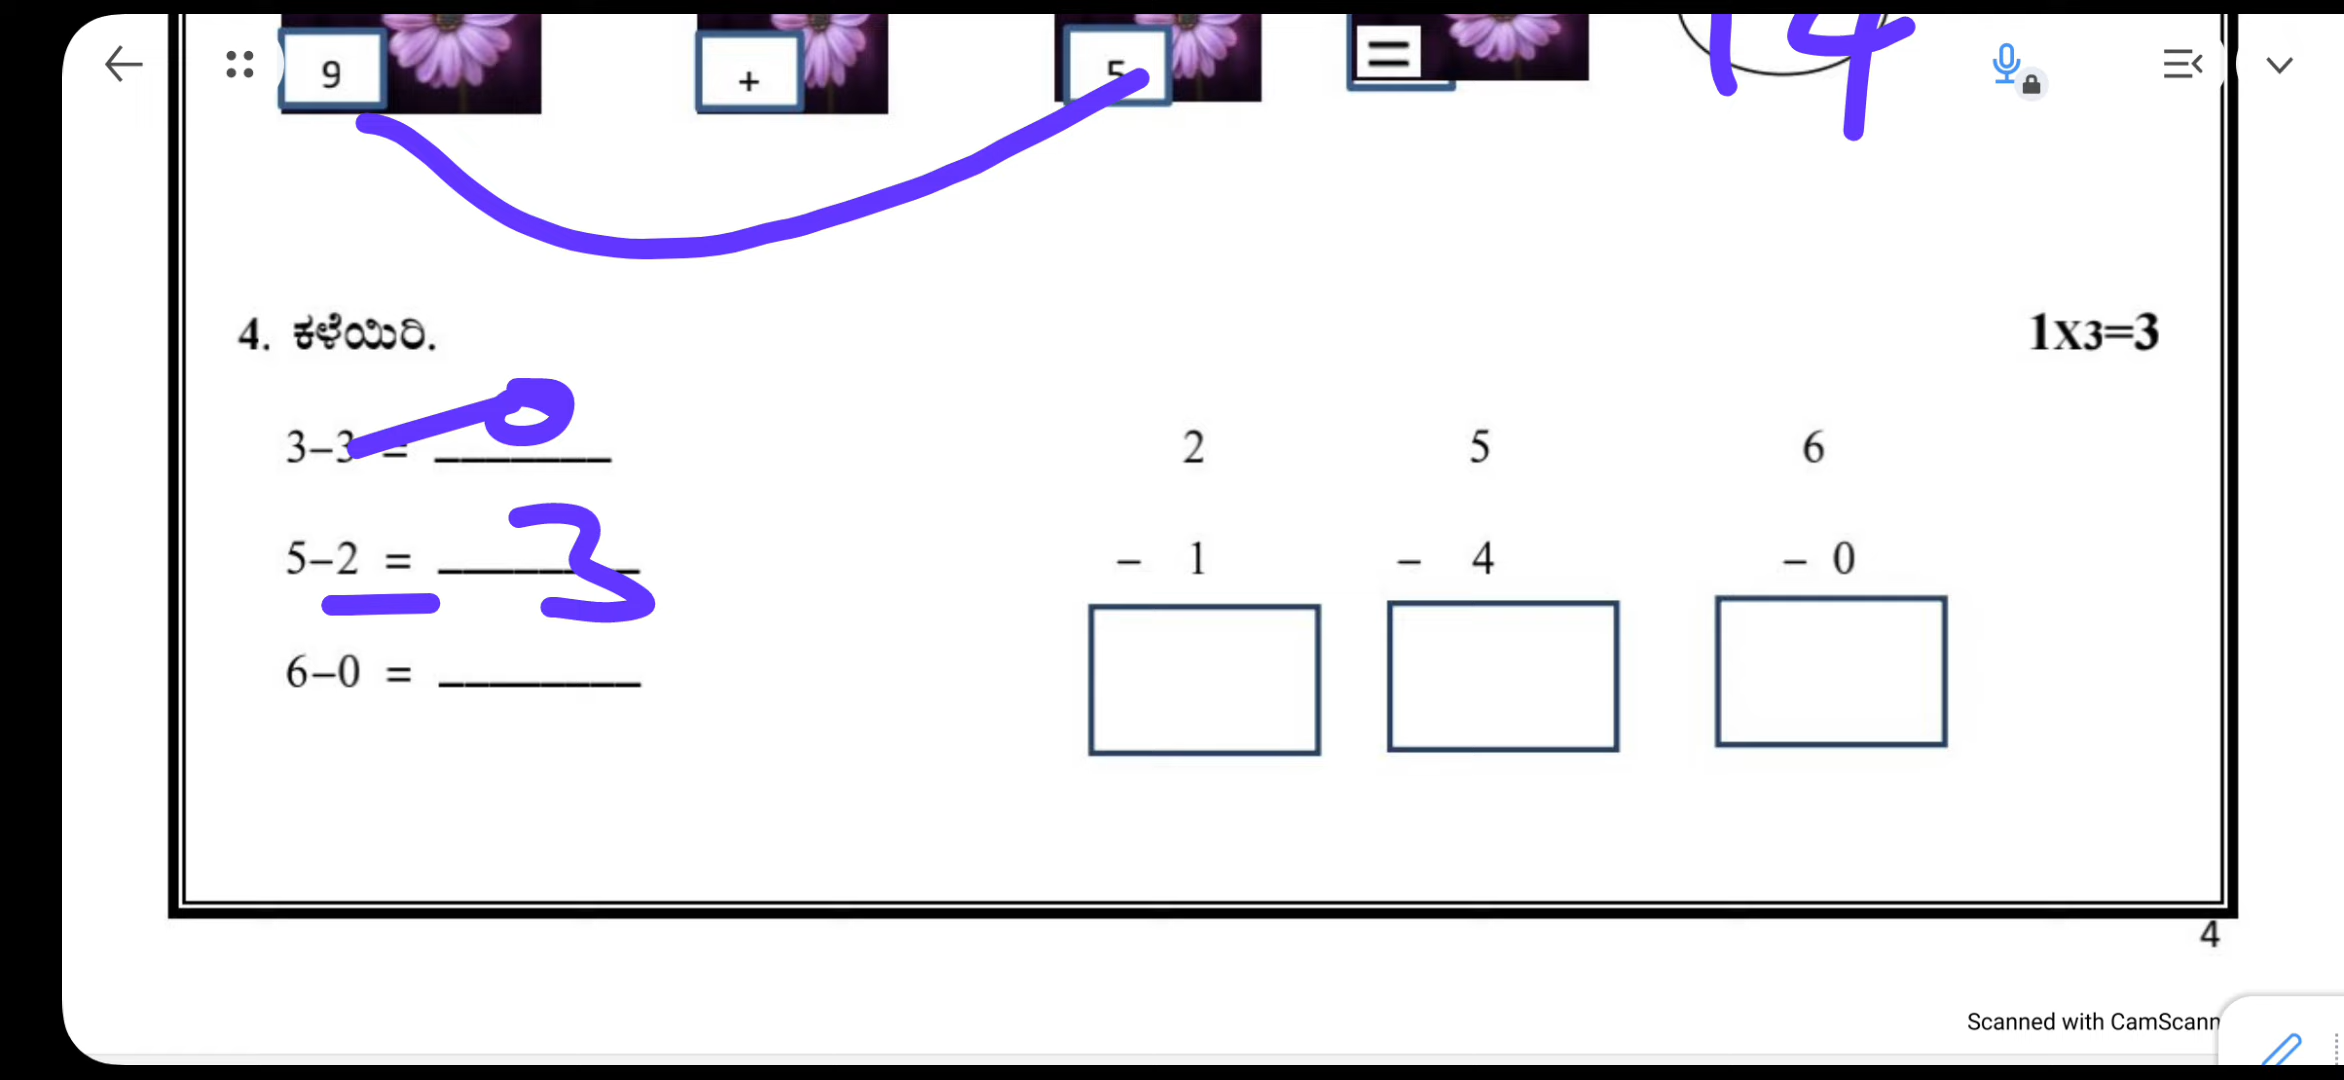 9 + 5 = 14
4. ಕಳೆಯಿರಿ. 1X3=3
3–3 = 0
5–2 = 3
6–0 = ________
2 5 6
– 1 – 4 – 0
4
Scanned with CamScann